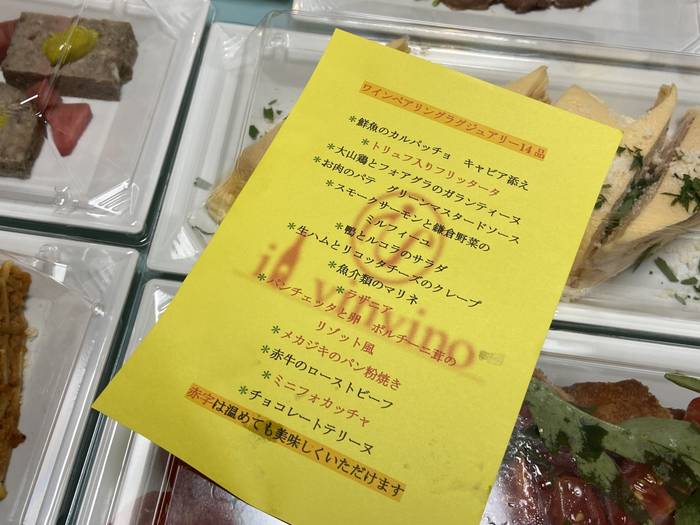 ワインペアリングラグジュアリー14品
*鮮魚のカルパッチョ キャビア添え
*トリュフ入りフリッタータ
*大山鶏とフォアグラのガランティーヌ
*お肉のパテ グリーンマスタードソース
*スモークサーモンと鎌倉野菜の
ミルフィーユ
*鴨とルコラのサラダ
*生ハムとリコッタチーズのクレープ
*魚介類のマリネ
*ラザニア
*パンチェッタと卵 ポルチーニ茸の
リゾット風
*メカジキのパン粉焼き
*赤牛のローストビーフ
*ミニフォカッチャ
*チョコレートテリーヌ
赤字は温めても美味しくいただけます
vinvino